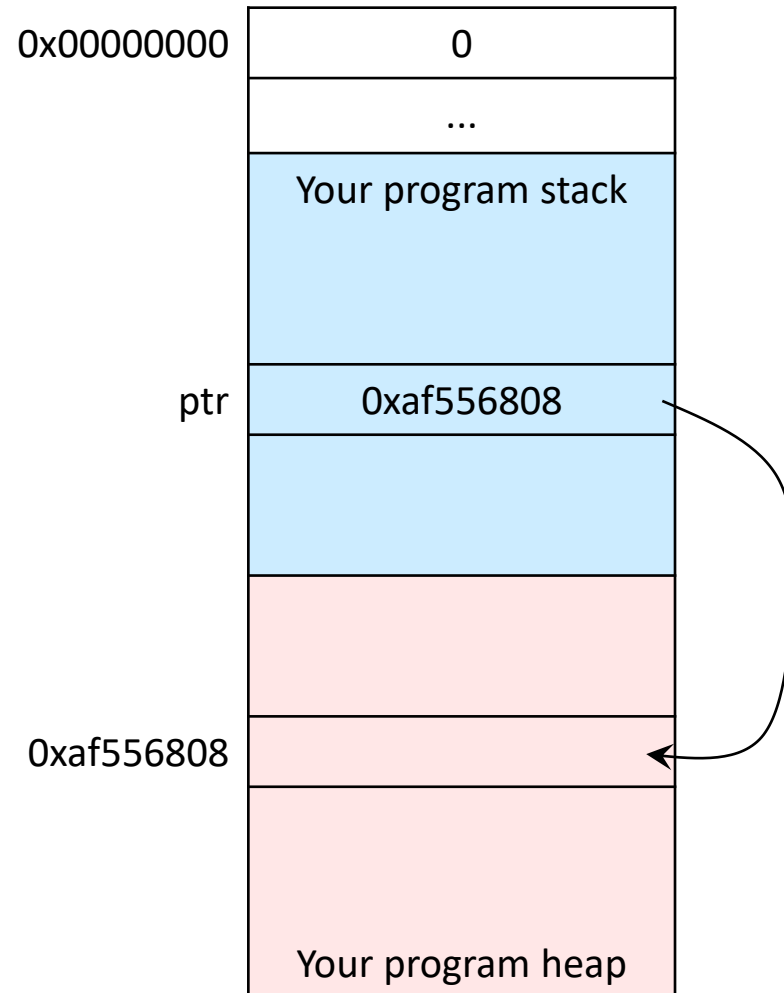 0x00000000 0
...
Your program stack
ptr 0xaf556808
0xaf556808
Your program heap